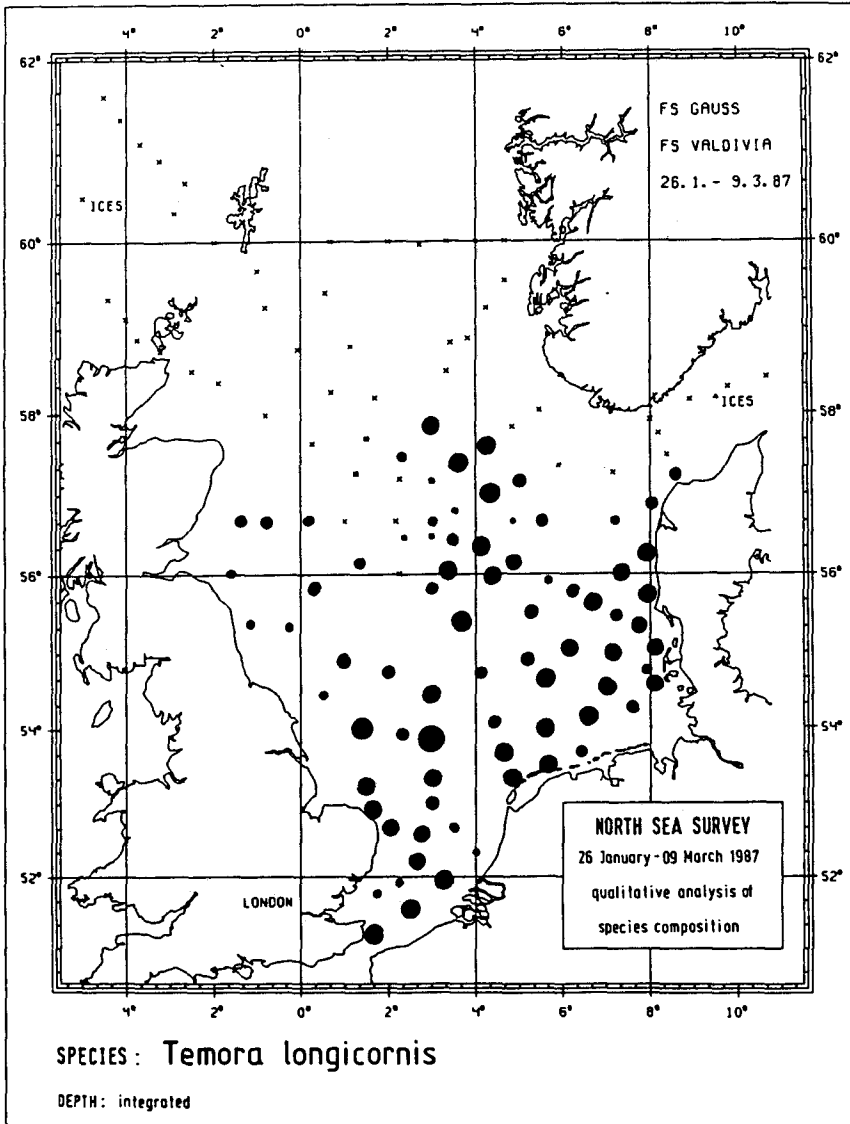 4° 2° 0° 2° 4° 6° 8° 10°
62° 62°
FS GAUSS
FS VALDIVIA
26.1.- 9.3.87
ICES
60° 60°
ICES
58° 58°
56° 56°
54° 54°
NORTH SEA SURVEY
26 January-09 March 1987
qualitative analysis of
species composition
52° 52°
LONDON
4° 2° 0° 2° 4° 6° 8° 10°
SPECIES: Temora longicornis
DEPTH: integrated